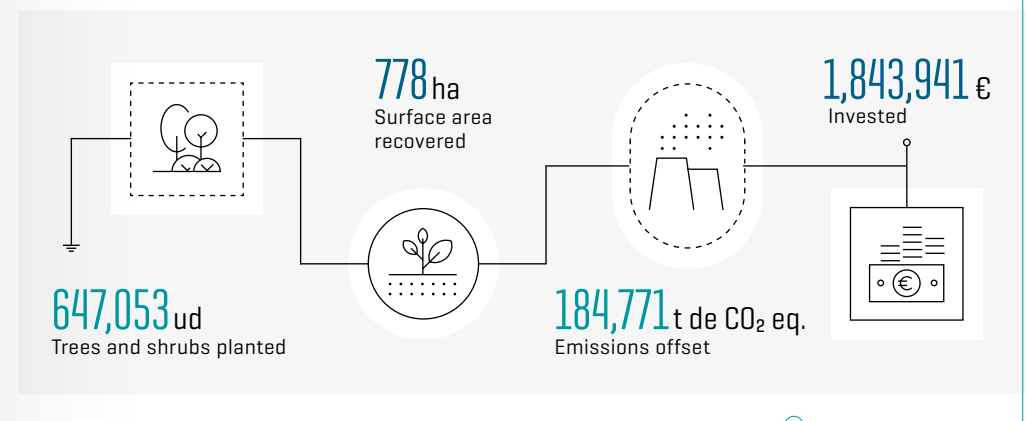 778 ha
Surface area
recovered
1,843,941 €
Invested
647,053 ud
Trees and shrubs planted
184,771 t de CO₂ eq.
Emissions offset
€